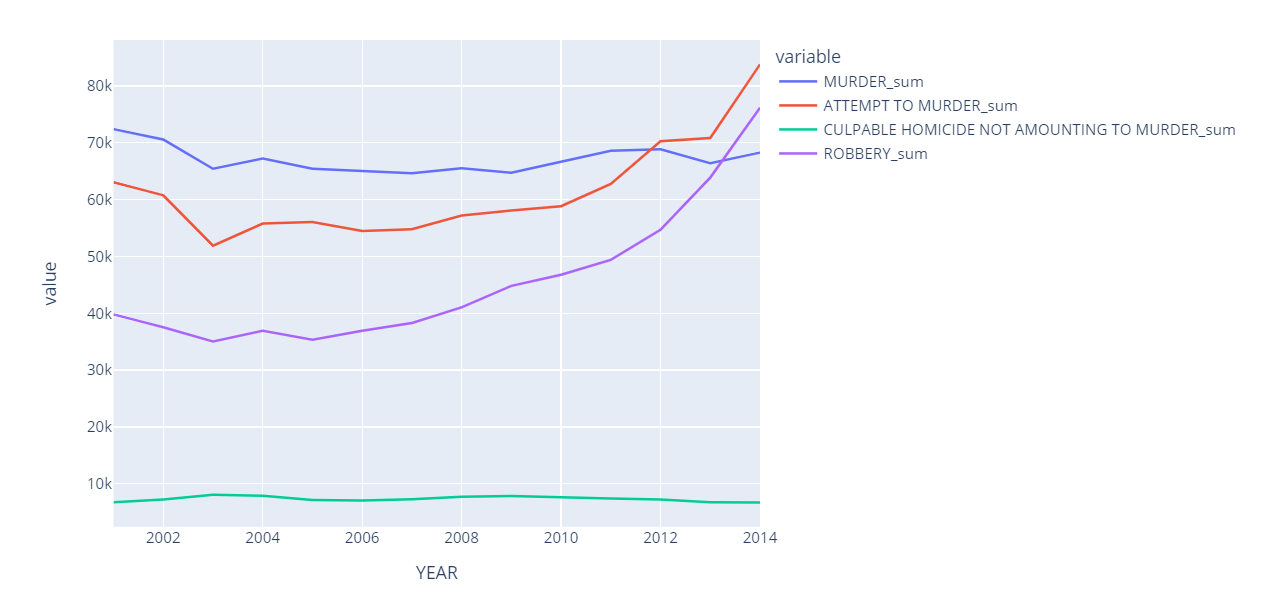 variable
MURDER_sum
ATTEMPT TO MURDER_sum
CULPABLE HOMICIDE NOT AMOUNTING TO MURDER_sum
ROBBERY_sum
80k
70k
60k
50k
40k
30k
20k
10k
value
2002 2004 2006 2008 2010 2012 2014
YEAR